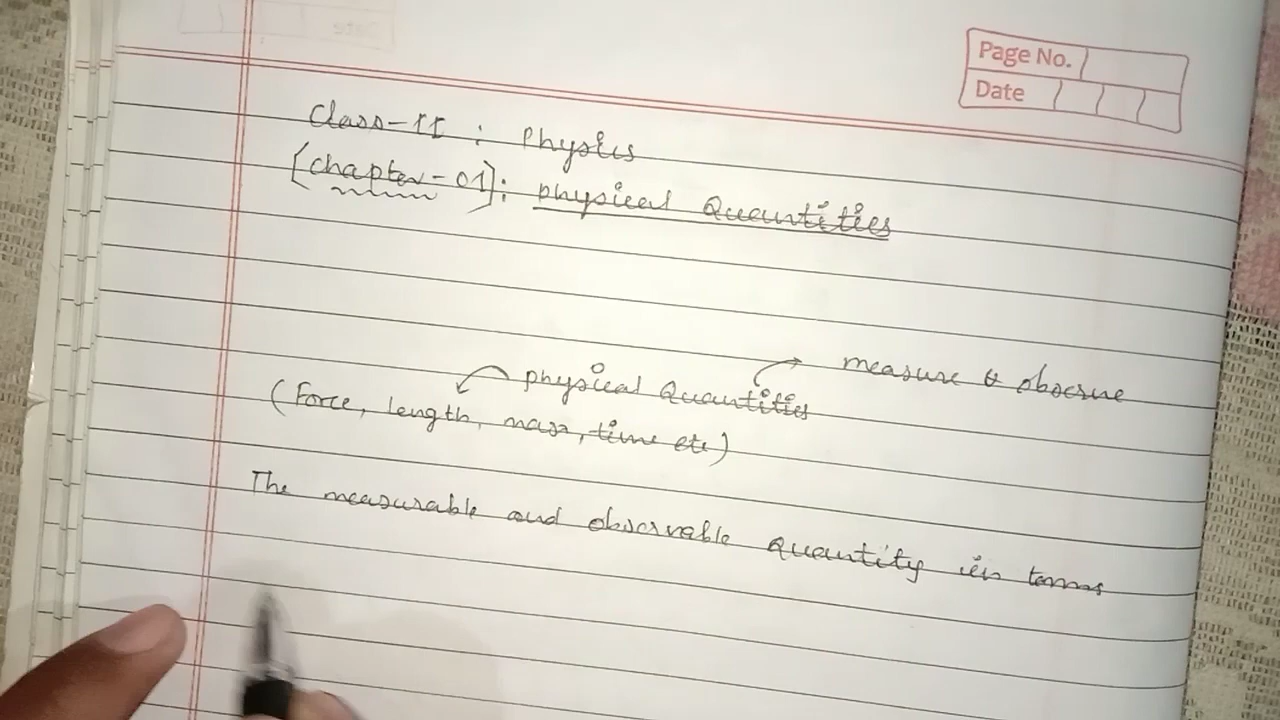 Page No.
Date
Class-II : Physics
[chapter-01]: physical Quantities
physical Quantities → measure & observe
(Force, length, mass, time etc)
The measurable and observable quantity in terms